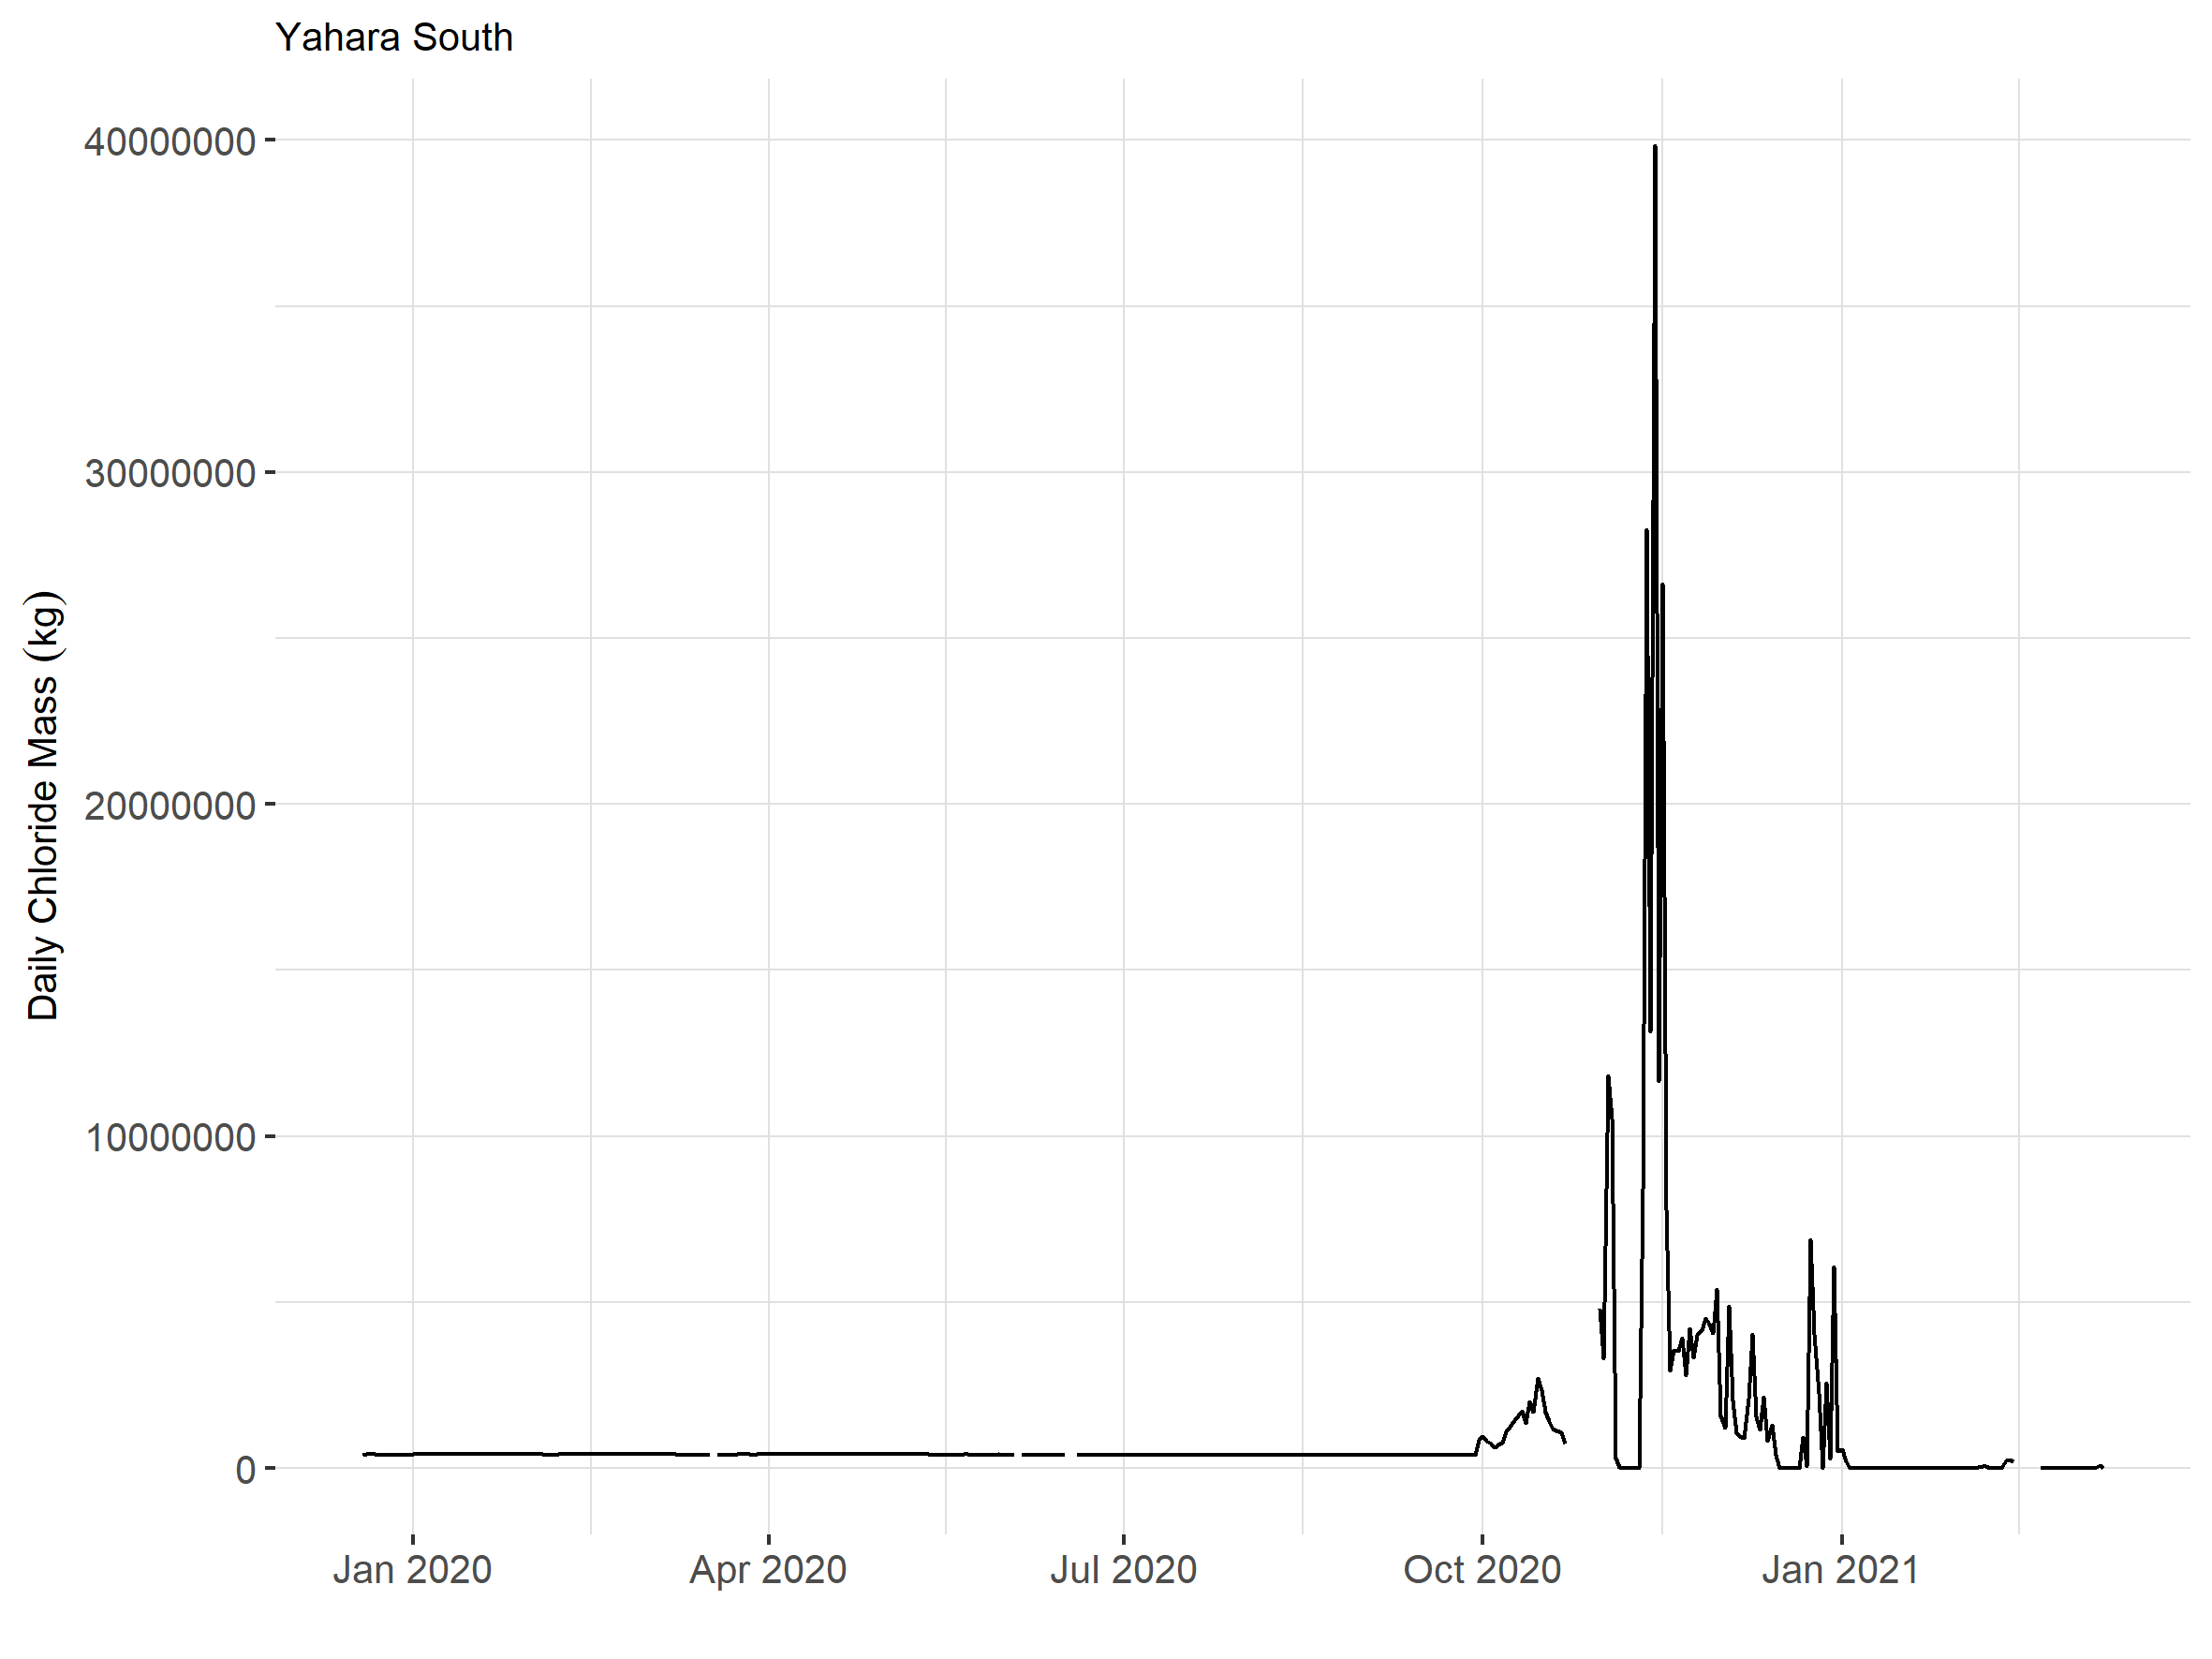 Yahara South
Daily Chloride Mass (kg)
40000000
30000000
20000000
10000000
0
Jan 2020
Apr 2020
Jul 2020
Oct 2020
Jan 2021